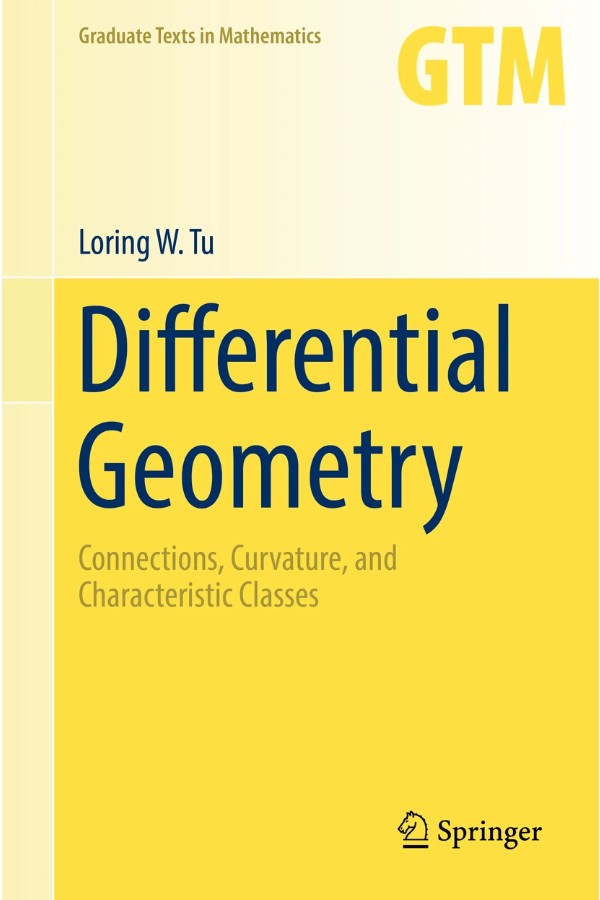 Graduate Texts in Mathematics
GTM
Loring W. Tu
Differential
Geometry
Connections, Curvature, and
Characteristic Classes
Springer